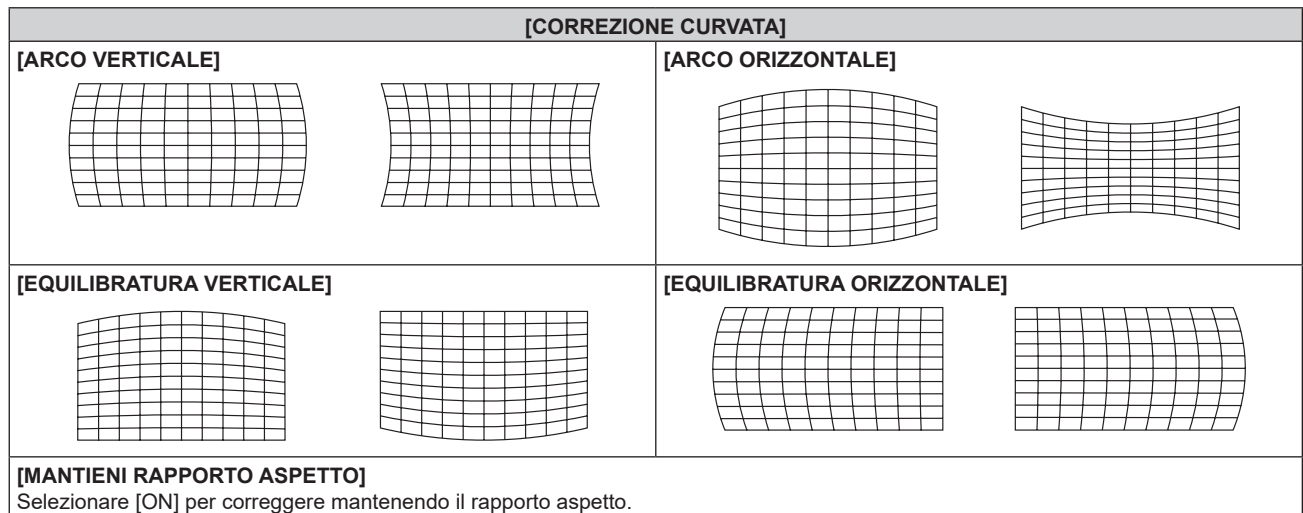 [CORREZIONE CURVATA]
[ARCO VERTICALE]
[ARCO ORIZZONTALE]
[EQUILIBRATURA VERTICALE]
[EQUILIBRATURA ORIZZONTALE]
[MANTIENI RAPPORTO ASPETTO]
Selezionare [ON] per correggere mantenendo il rapporto aspetto.